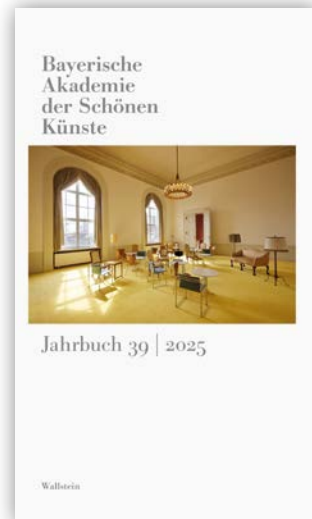 Bayerische
Akademie
der Schönen
Künste
Jahrbuch 39 | 2025
Wallstein